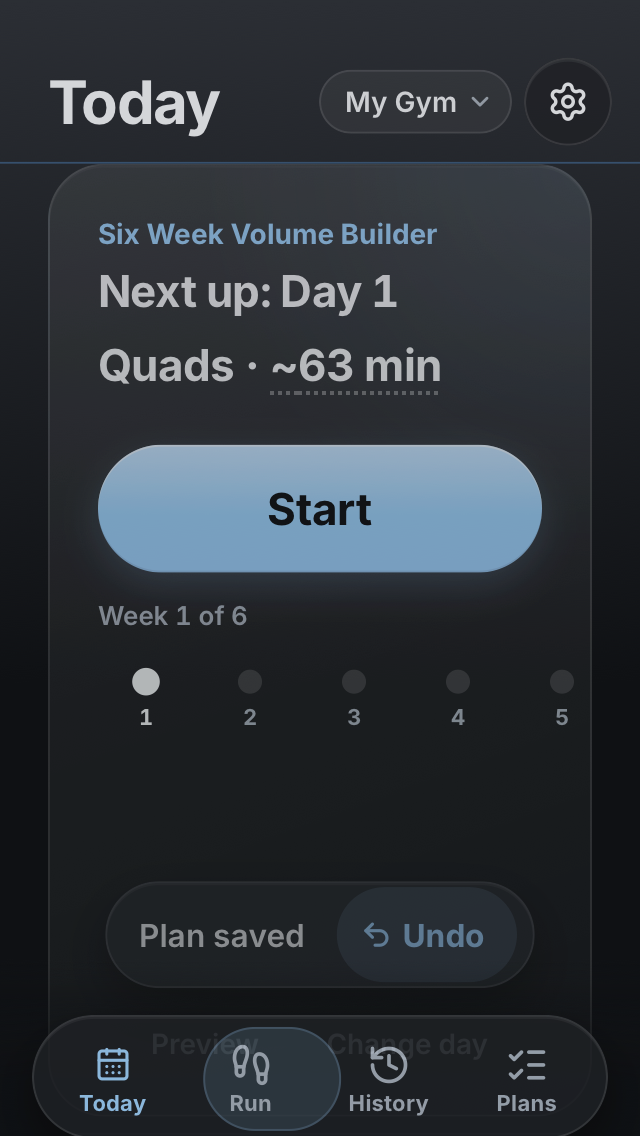 Today
My Gym
Six Week Volume Builder
Next up: Day 1
Quads · ~63 min
Start
Week 1 of 6
1 2 3 4 5
Plan saved
Undo
Preview
Change day
Today
Run
History
Plans